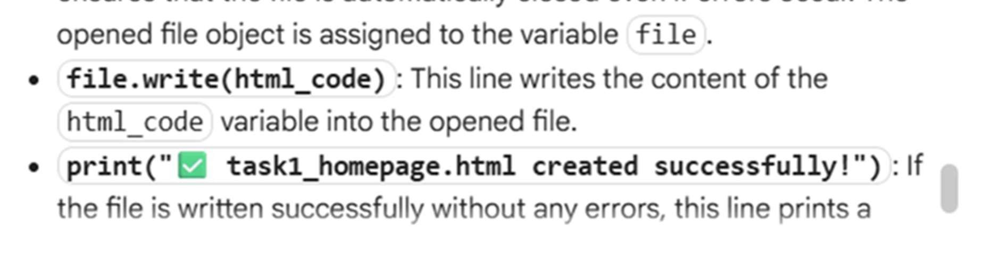 opened file object is assigned to the variable file.
• file.write(html_code): This line writes the content of the
html_code variable into the opened file.
• print("✅ task1_homepage.html created successfully!"): If
the file is written successfully without any errors, this line prints a